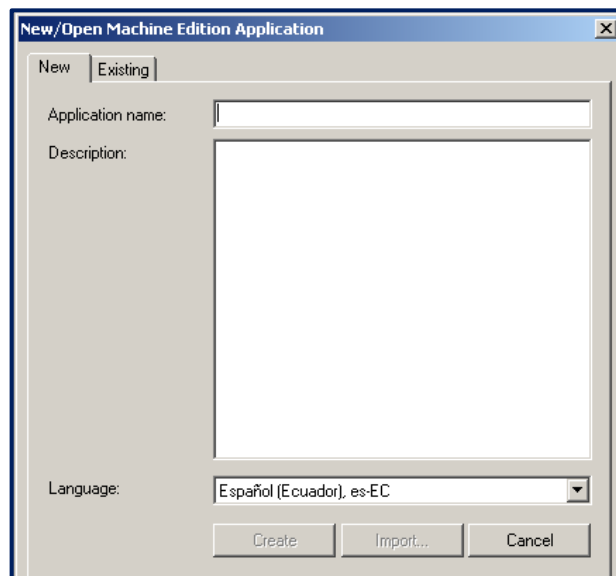 New/Open Machine Edition Application
New Existing
Application name:
Description:
Language: Español (Ecuador), es-EC
Create Import... Cancel